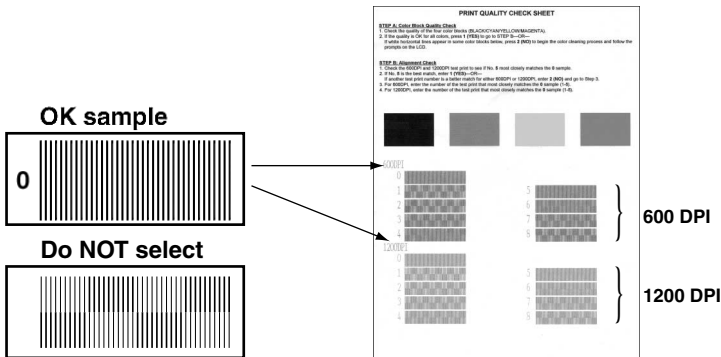 PRINT QUALITY CHECK SHEET
STEP A: Color Block Quality Check
1. Check the quality of the four color blocks (BLACK/CYAN/YELLOW/MAGENTA).
2. If the quality is OK for all colors, press 1 (YES) to go to STEP B—OR—
If white horizontal lines appear in some color blocks below, press 2 (NO) to begin the color cleaning process and follow the
prompts on the LCD.
STEP B: Alignment Check
1. Check the 600DPI and 1200DPI test print to see if No. 8 most closely matches the 0 sample.
2. If No. 8 is the best match, enter 1 (YES)—OR—
If another test print number is a better match for either 600DPI or 1200DPI, enter 2 (NO) and go to Step 3.
3. For 600DPI, enter the number of the test print that most closely matches the 0 sample (1-8).
4. For 1200DPI, enter the number of the test print that most closely matches the 0 sample (1-8).
OK sample
0
Do NOT select
600DPI
0
1
2
3
4
5
6
7
8
600 DPI
1200DPI
0
1
2
3
4
5
6
7
8
1200 DPI